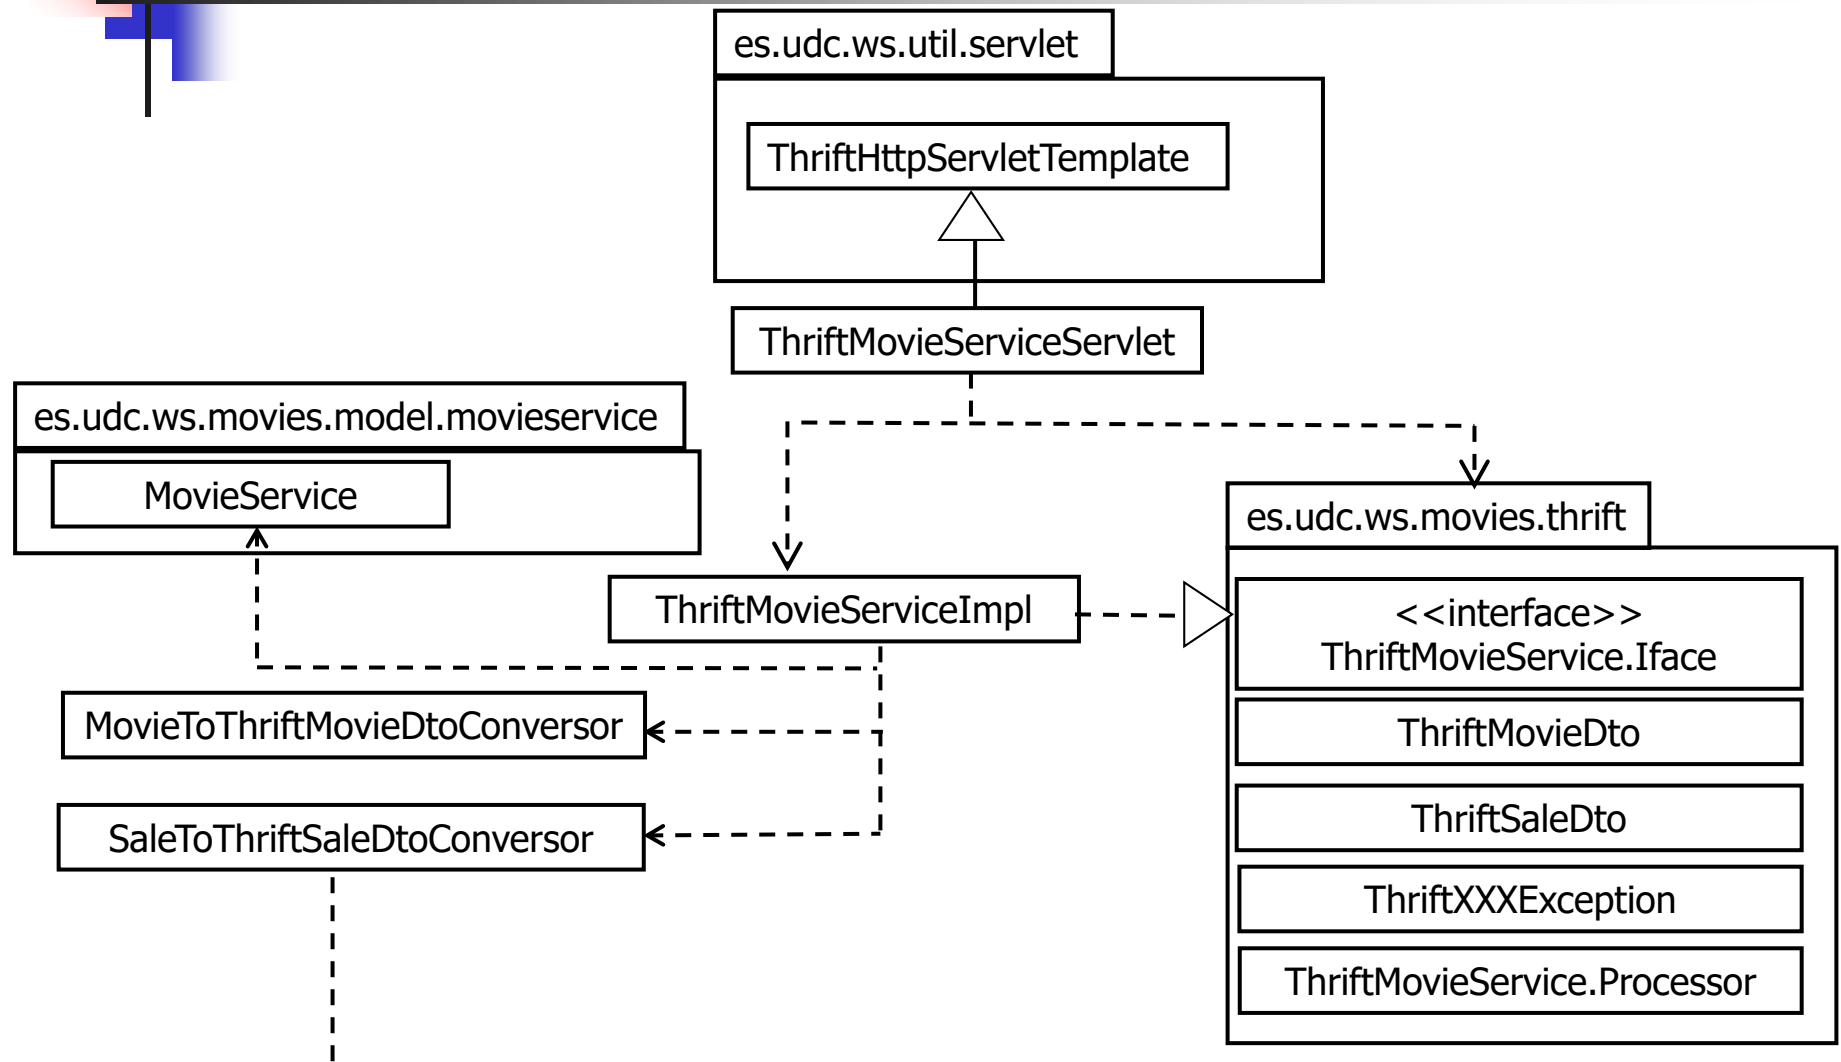 es.udc.ws.util.servlet
ThriftHttpServletTemplate
ThriftMovieServiceServlet
es.udc.ws.movies.model.movieservice
MovieService
es.udc.ws.movies.thrift
ThriftMovieServiceImpl
<<interface>>
ThriftMovieService.Iface
MovieToThriftMovieDtoConversor
ThriftMovieDto
SaleToThriftSaleDtoConversor
ThriftSaleDto
ThriftXXXException
ThriftMovieService.Processor